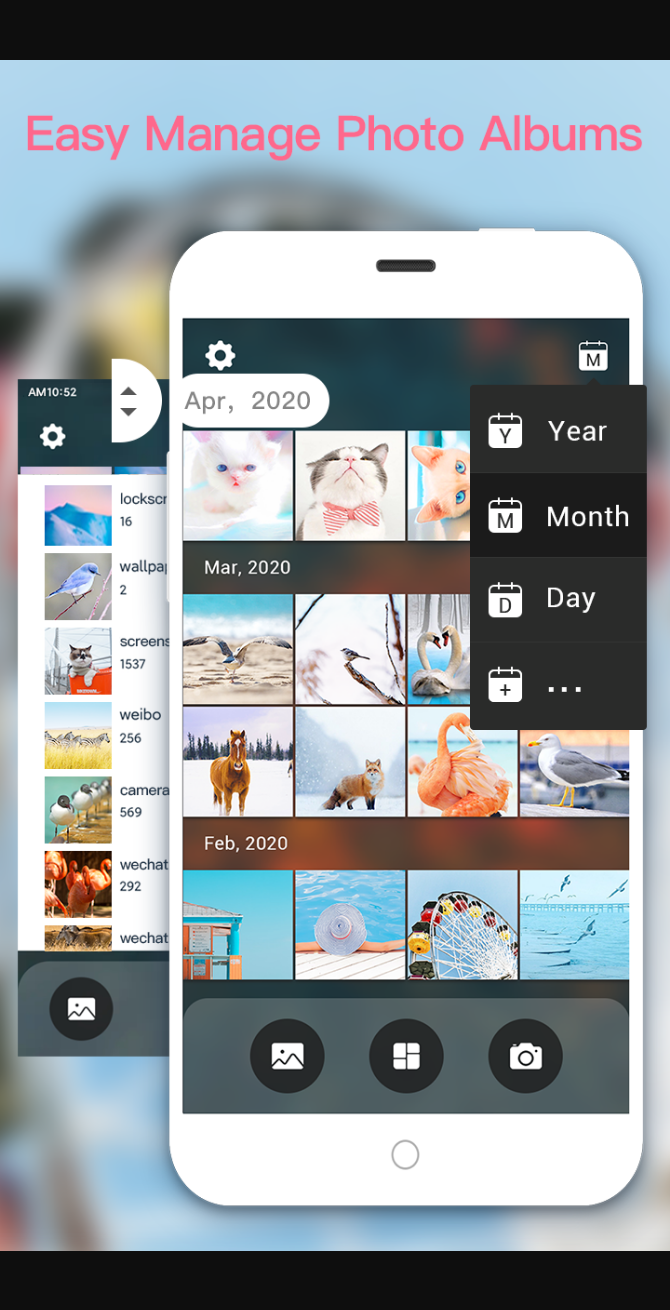 Easy Manage Photo Albums
AM10:52
lockscr
16
wallpap
2
screens
1537
weibo
256
camera
569
wechat
292
wechat
Apr, 2020
M
Y Year
M Month
D Day
+ ...
Mar, 2020
Feb, 2020